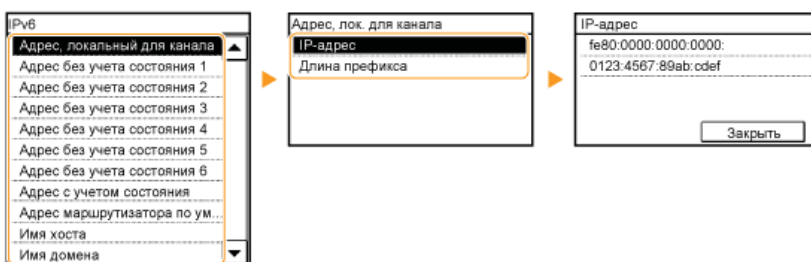 IPv6
Адрес, локальный для канала
Адрес без учета состояния 1
Адрес без учета состояния 2
Адрес без учета состояния 3
Адрес без учета состояния 4
Адрес без учета состояния 5
Адрес без учета состояния 6
Адрес с учетом состояния
Адрес маршрутизатора по ум...
Имя хоста
Имя домена
Адрес, лок. для канала
IP-адрес
Длина префикса
IP-адрес
fe80:0000:0000:0000:
0123:4567:89ab:cdef
Закрыть